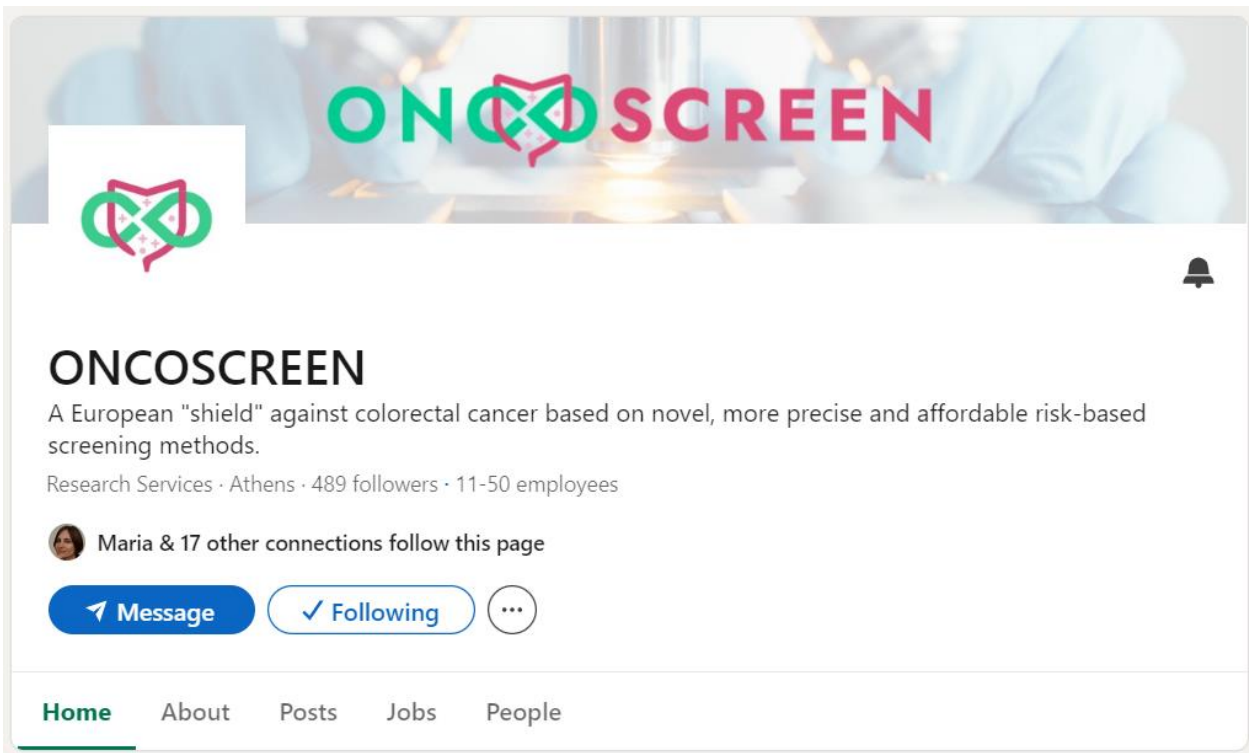 ONCOSCREEN
ONCOSCREEN
A European "shield" against colorectal cancer based on novel, more precise and affordable risk-based
screening methods.
Research Services · Athens · 489 followers · 11-50 employees
Maria & 17 other connections follow this page
Message
Following
Home
About
Posts
Jobs
People